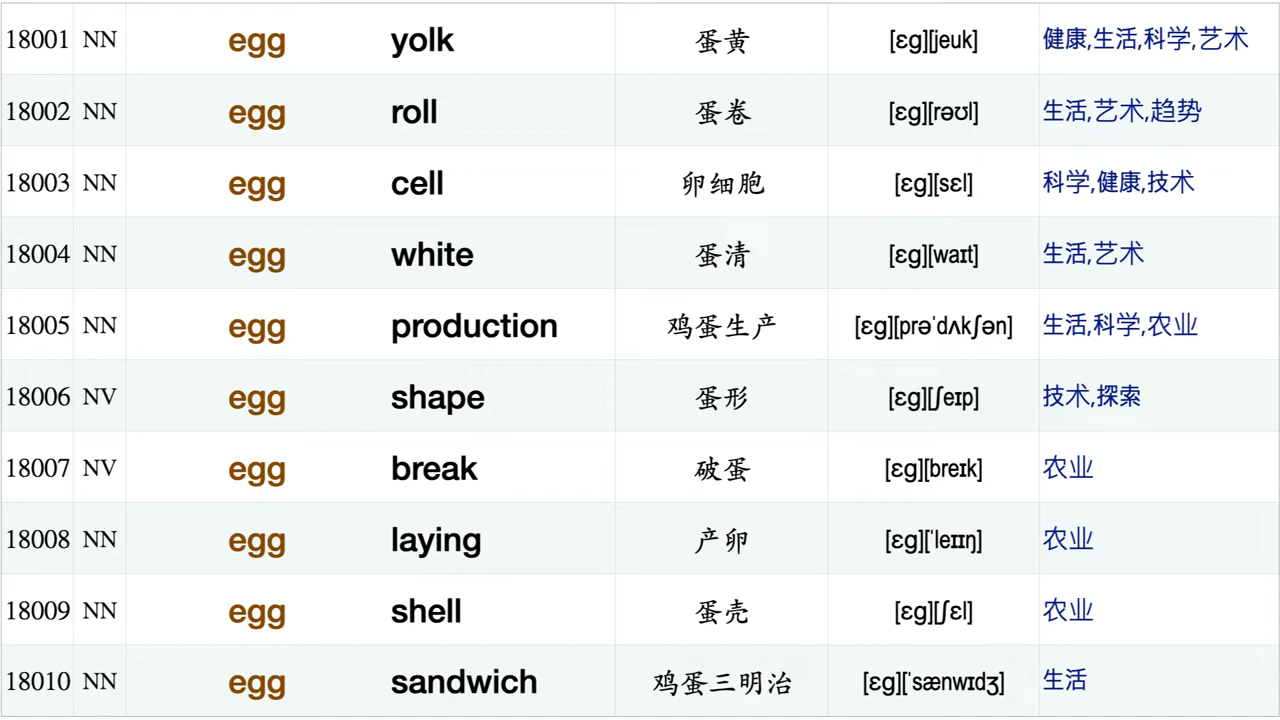 18001 NN egg yolk 蛋黄 [ɛg][jeuk] 健康,生活,科学,艺术
18002 NN egg roll 蛋卷 [ɛg][rəʊl] 生活,艺术,趋势
18003 NN egg cell 卵细胞 [ɛg][sɛl] 科学,健康,技术
18004 NN egg white 蛋清 [ɛg][waɪt] 生活,艺术
18005 NN egg production 鸡蛋生产 [ɛg][prəˈdʌkʃən] 生活,科学,农业
18006 NV egg shape 蛋形 [ɛg][ʃeɪp] 技术,探索
18007 NV egg break 破蛋 [ɛg][breɪk] 农业
18008 NN egg laying 产卵 [ɛg][ˈleɪɪŋ] 农业
18009 NN egg shell 蛋壳 [ɛg][ʃɛl] 农业
18010 NN egg sandwich 鸡蛋三明治 [ɛg][ˈsænwɪdʒ] 生活